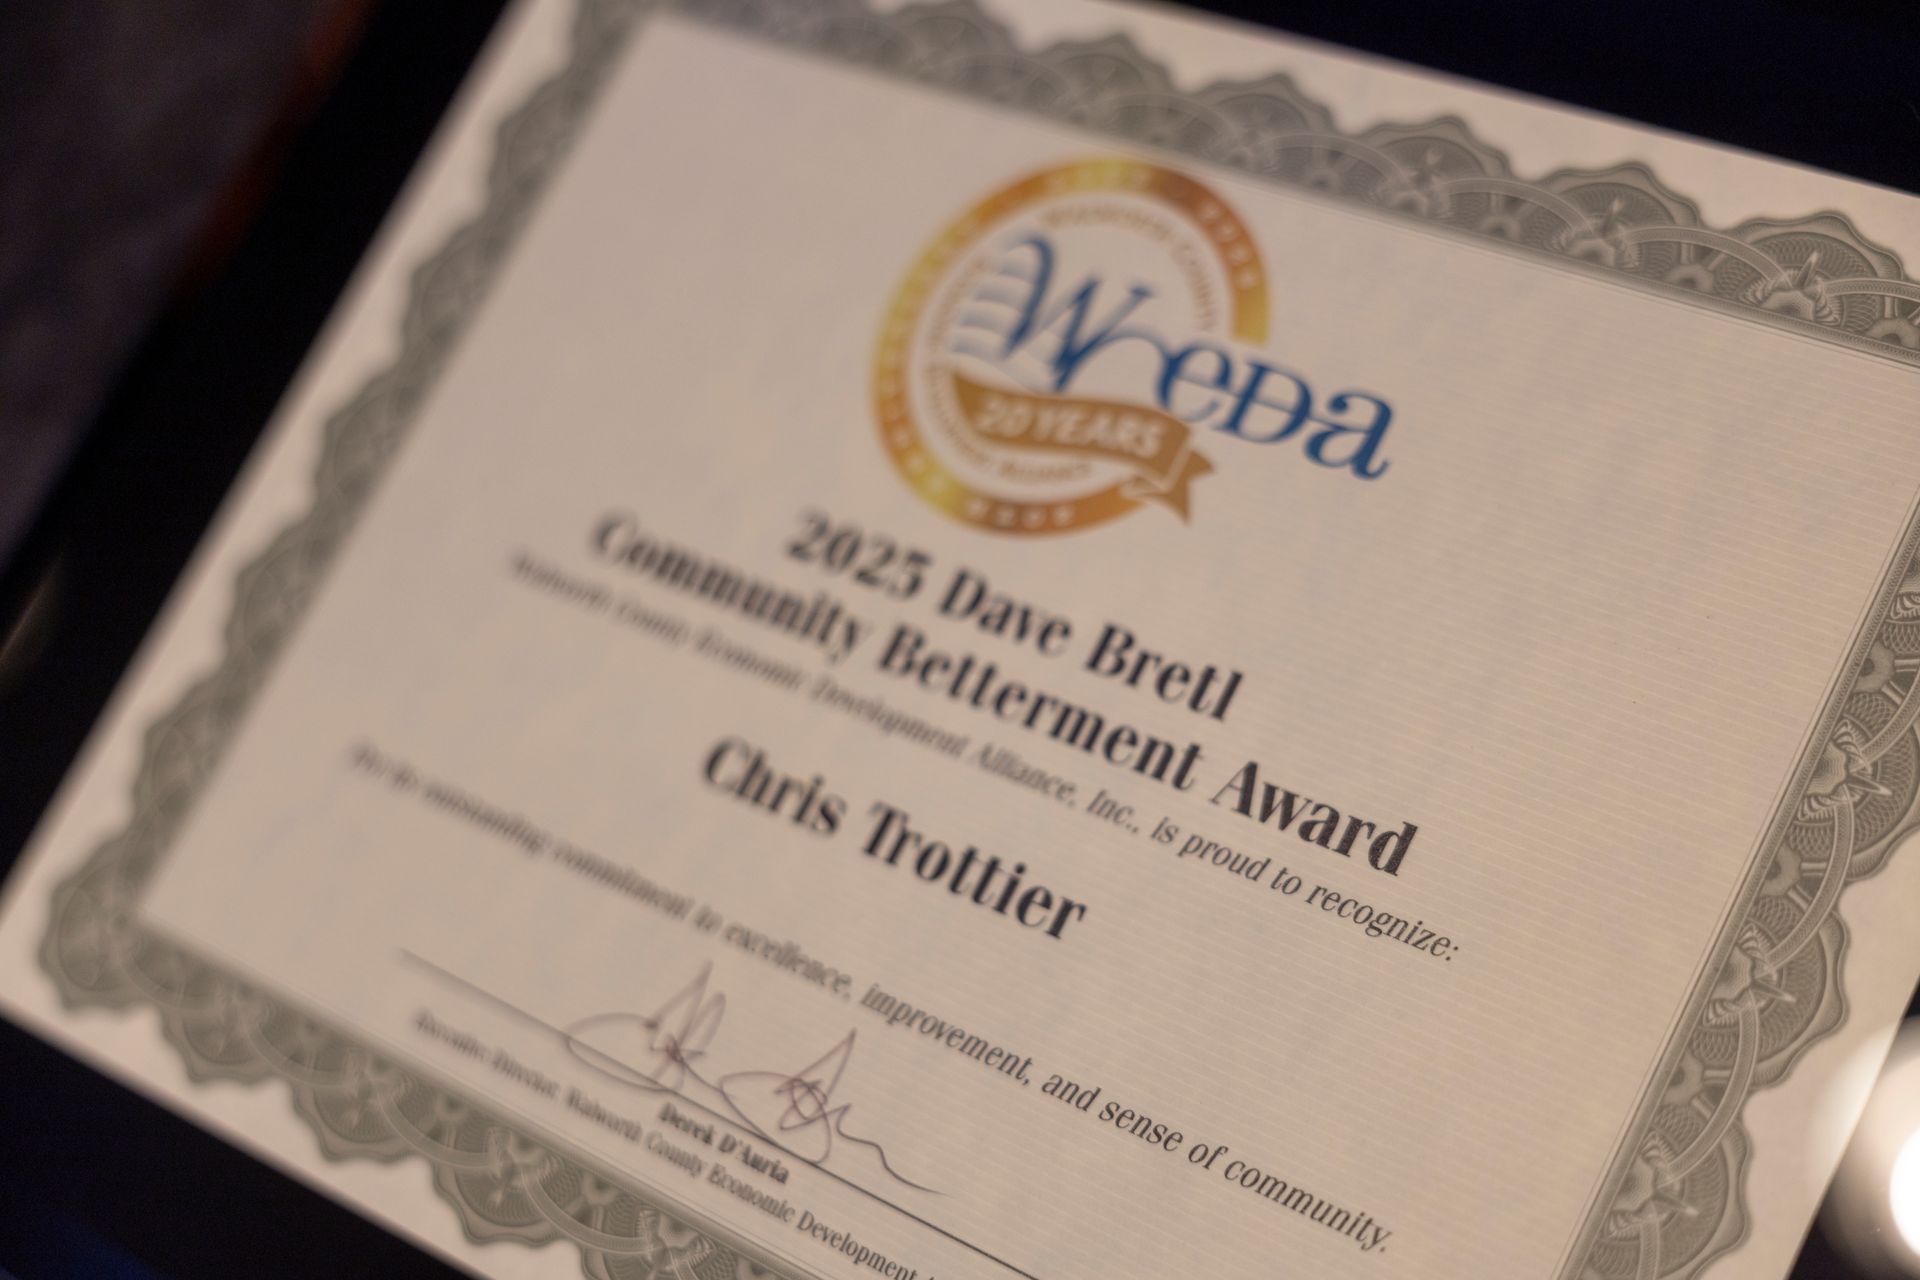 WCEDA
20 YEARS
2025 Dave Bretl
Community Betterment Award
Walworth County Economic Development Alliance, Inc., is proud to recognize:
Chris Trottier
For his outstanding commitment to excellence, improvement, and sense of community.
Derek D'Auria
Executive Director, Walworth County Economic Development